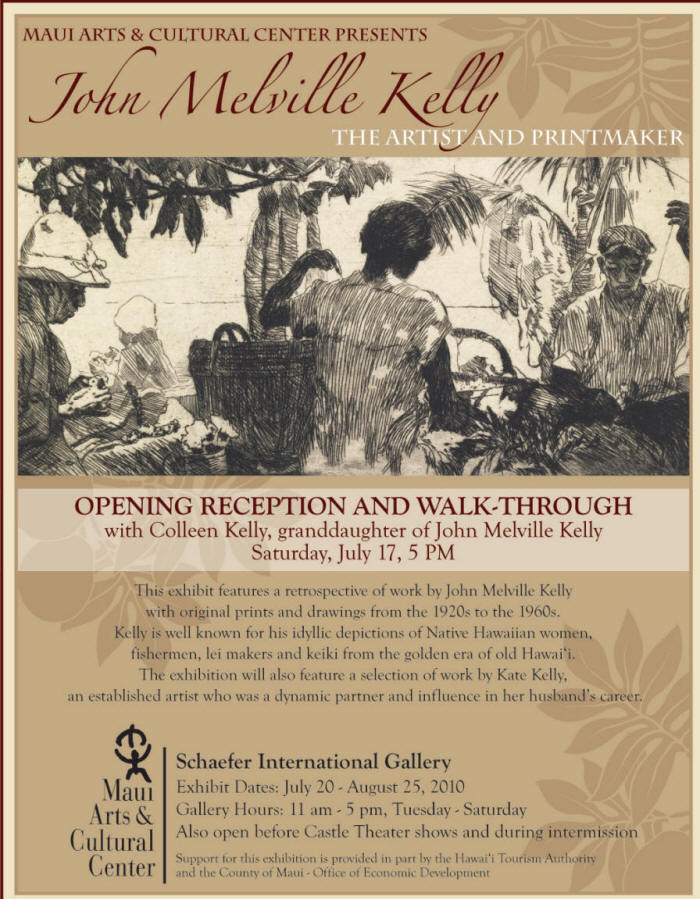 MAUI ARTS & CULTURAL CENTER PRESENTS
John Melville Kelly
THE ARTIST AND PRINTMAKER
OPENING RECEPTION AND WALK-THROUGH
with Colleen Kelly, granddaughter of John Melville Kelly
Saturday, July 17, 5 PM
This exhibit features a retrospective of work by John Melville Kelly
with original prints and drawings from the 1920s to the 1960s.
Kelly is well known for his idyllic depictions of Native Hawaiian women,
fishermen, lei makers and keiki from the golden era of old Hawai‘i.
The exhibition will also feature a selection of work by Kate Kelly,
an established artist who was a dynamic partner and influence in her husband's career.
Maui
Arts &
Cultural
Center
Schaefer International Gallery
Exhibit Dates: July 20 - August 25, 2010
Gallery Hours: 11 am - 5 pm, Tuesday - Saturday
Also open before Castle Theater shows and during intermission
Support for this exhibition is provided in part by the Hawai‘i Tourism Authority
and the County of Maui - Office of Economic Development